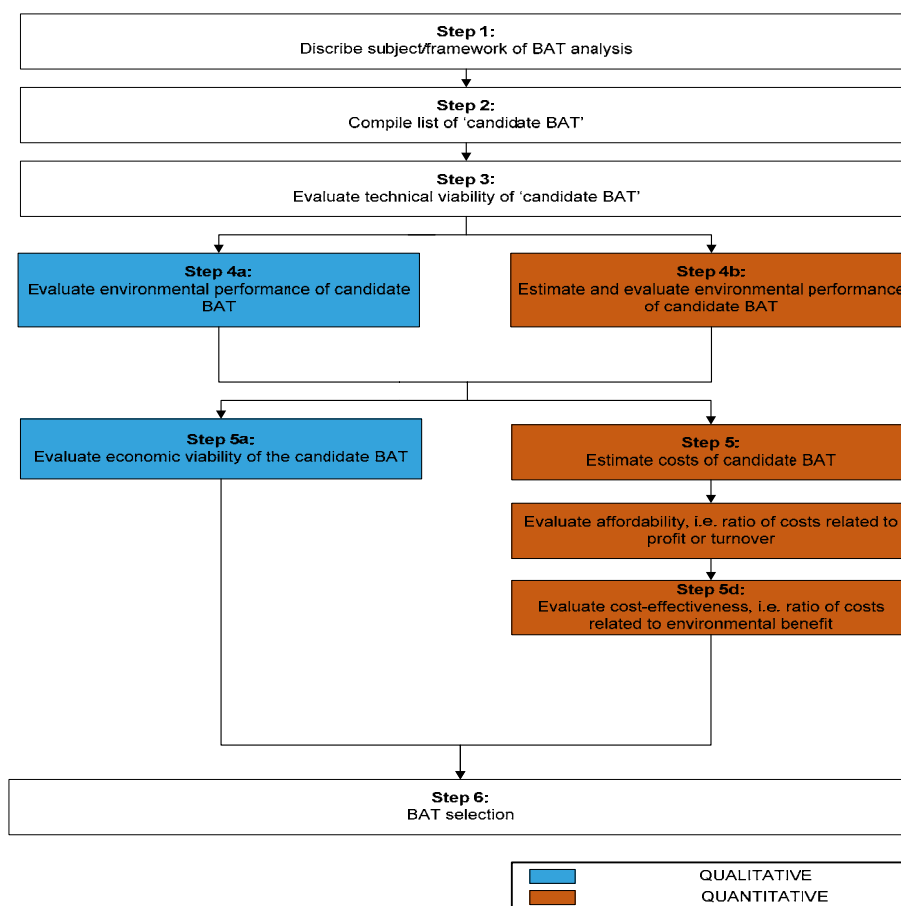 Step 1:
Discribe subject/framework of BAT analysis
Step 2:
Compile list of ‘candidate BAT’
Step 3:
Evaluate technical viability of ‘candidate BAT’
Step 4a:
Evaluate environmental performance of candidate
BAT
Step 4b:
Estimate and evaluate environmental performance
of candidate BAT
Step 5a:
Evaluate economic viability of the candidate BAT
Step 5:
Estimate costs of candidate BAT
Evaluate affordability, i.e. ratio of costs related to
profit or turnover
Step 5d:
Evaluate cost-effectiveness, i.e. ratio of costs
related to environmental benefit
Step 6:
BAT selection
QUALITATIVE
QUANTITATIVE